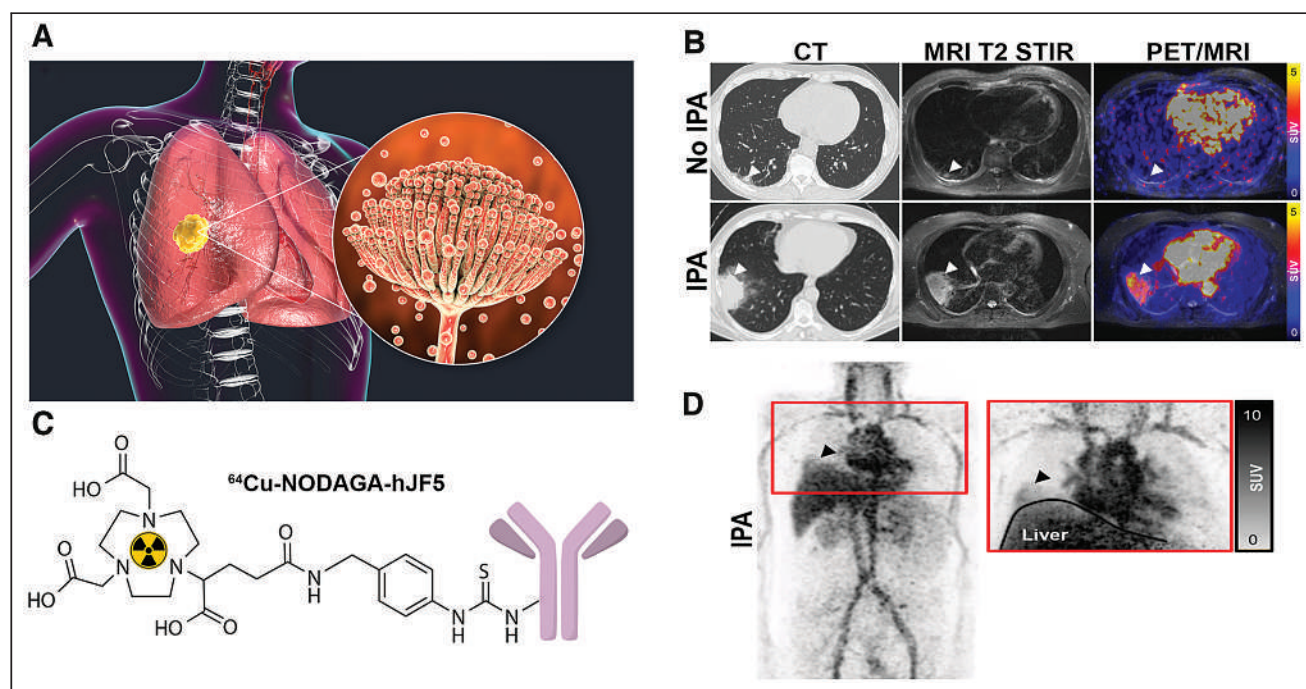 A
B
CT MRI T2 STIR PET/MRI
No IPA
5
SUV
0
IPA
5
SUV
0
C
⁶⁴Cu-NODAGA-hJF5
O
HO
N
O
HO
N
N
HO
O
O
N
H
N
H
S
N
H
D
IPA
Liver
10
SUV
0